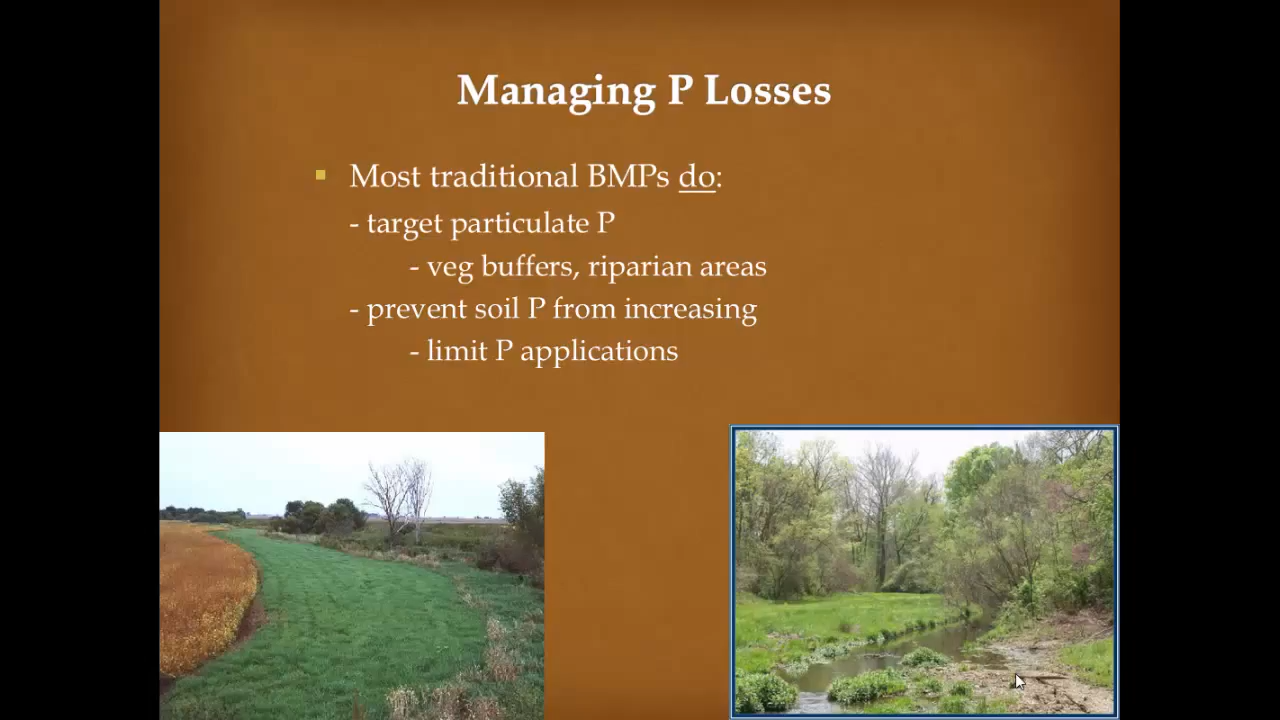 Managing P Losses
Most traditional BMPs do:
- target particulate P
- veg buffers, riparian areas
- prevent soil P from increasing
- limit P applications